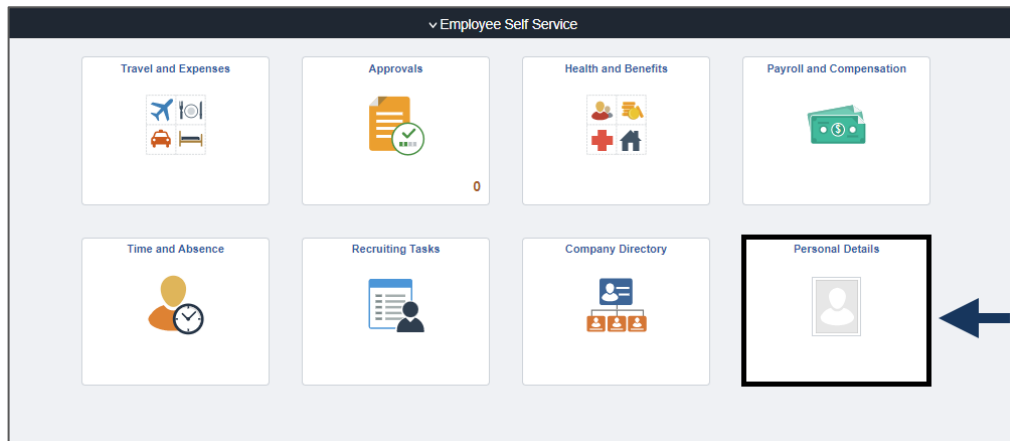 Employee Self Service
Travel and Expenses
Approvals
Health and Benefits
Payroll and Compensation
0
Time and Absence
Recruiting Tasks
Company Directory
Personal Details